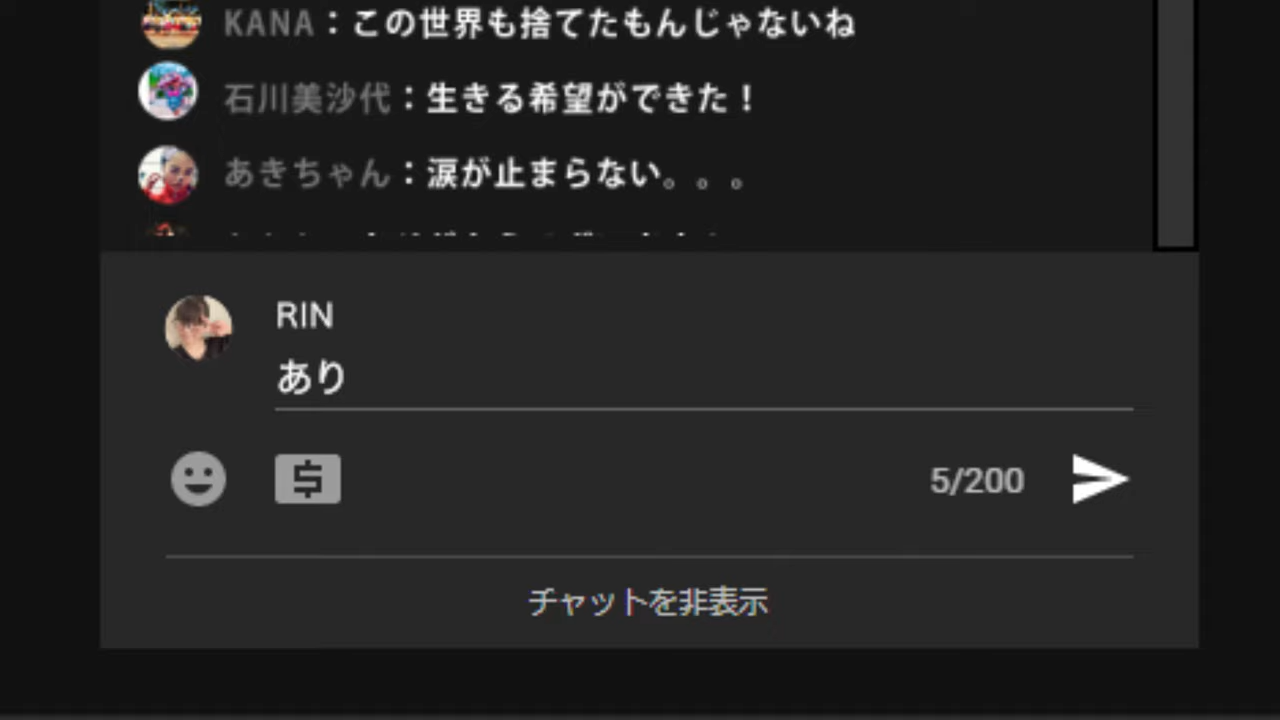 KANA：この世界も捨てたもんじゃないね
石川美沙代：生きる希望ができた！
あきちゃん：涙が止まらない。。。
RIN
あり
5/200
チャットを非表示